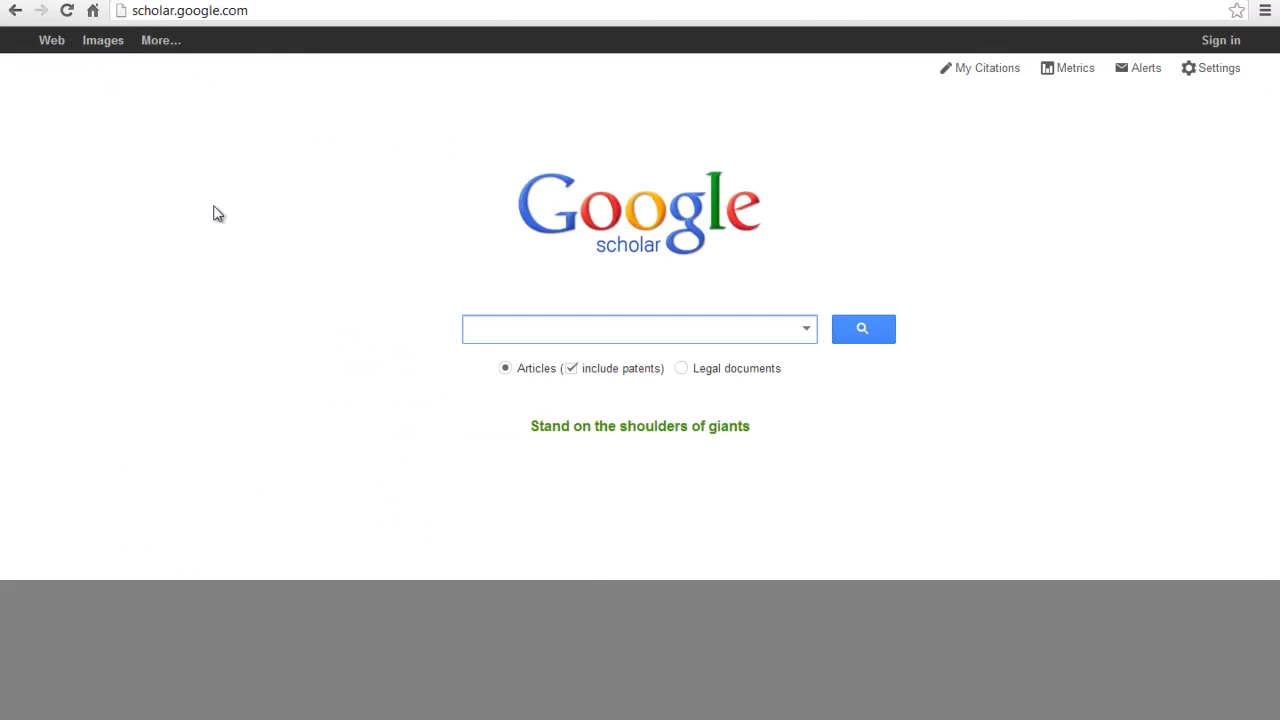 scholar.google.com
Web Images More... Sign in
My Citations Metrics Alerts Settings
Google
scholar
Articles ( include patents) Legal documents
Stand on the shoulders of giants